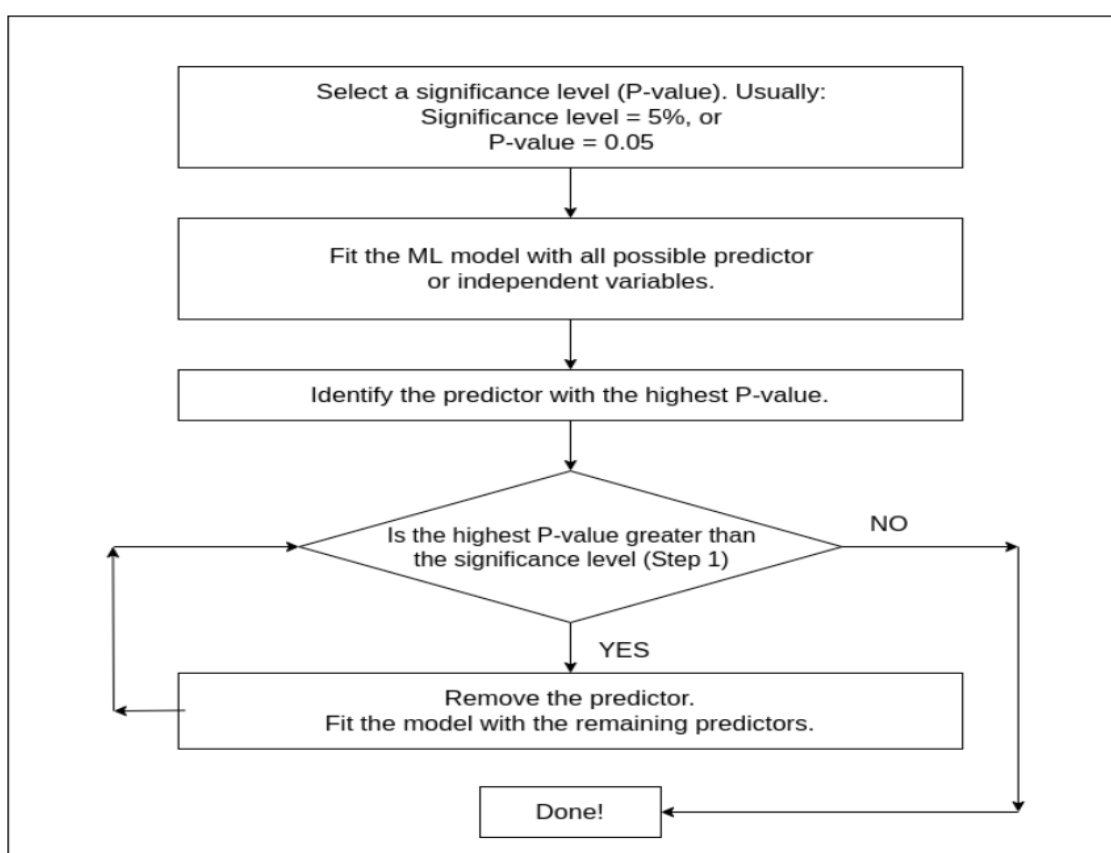 Select a significance level (P-value). Usually:
Significance level = 5%, or
P-value = 0.05
Fit the ML model with all possible predictor
or independent variables.
Identify the predictor with the highest P-value.
Is the highest P-value greater than
the significance level (Step 1)
NO
YES
Remove the predictor.
Fit the model with the remaining predictors.
Done!